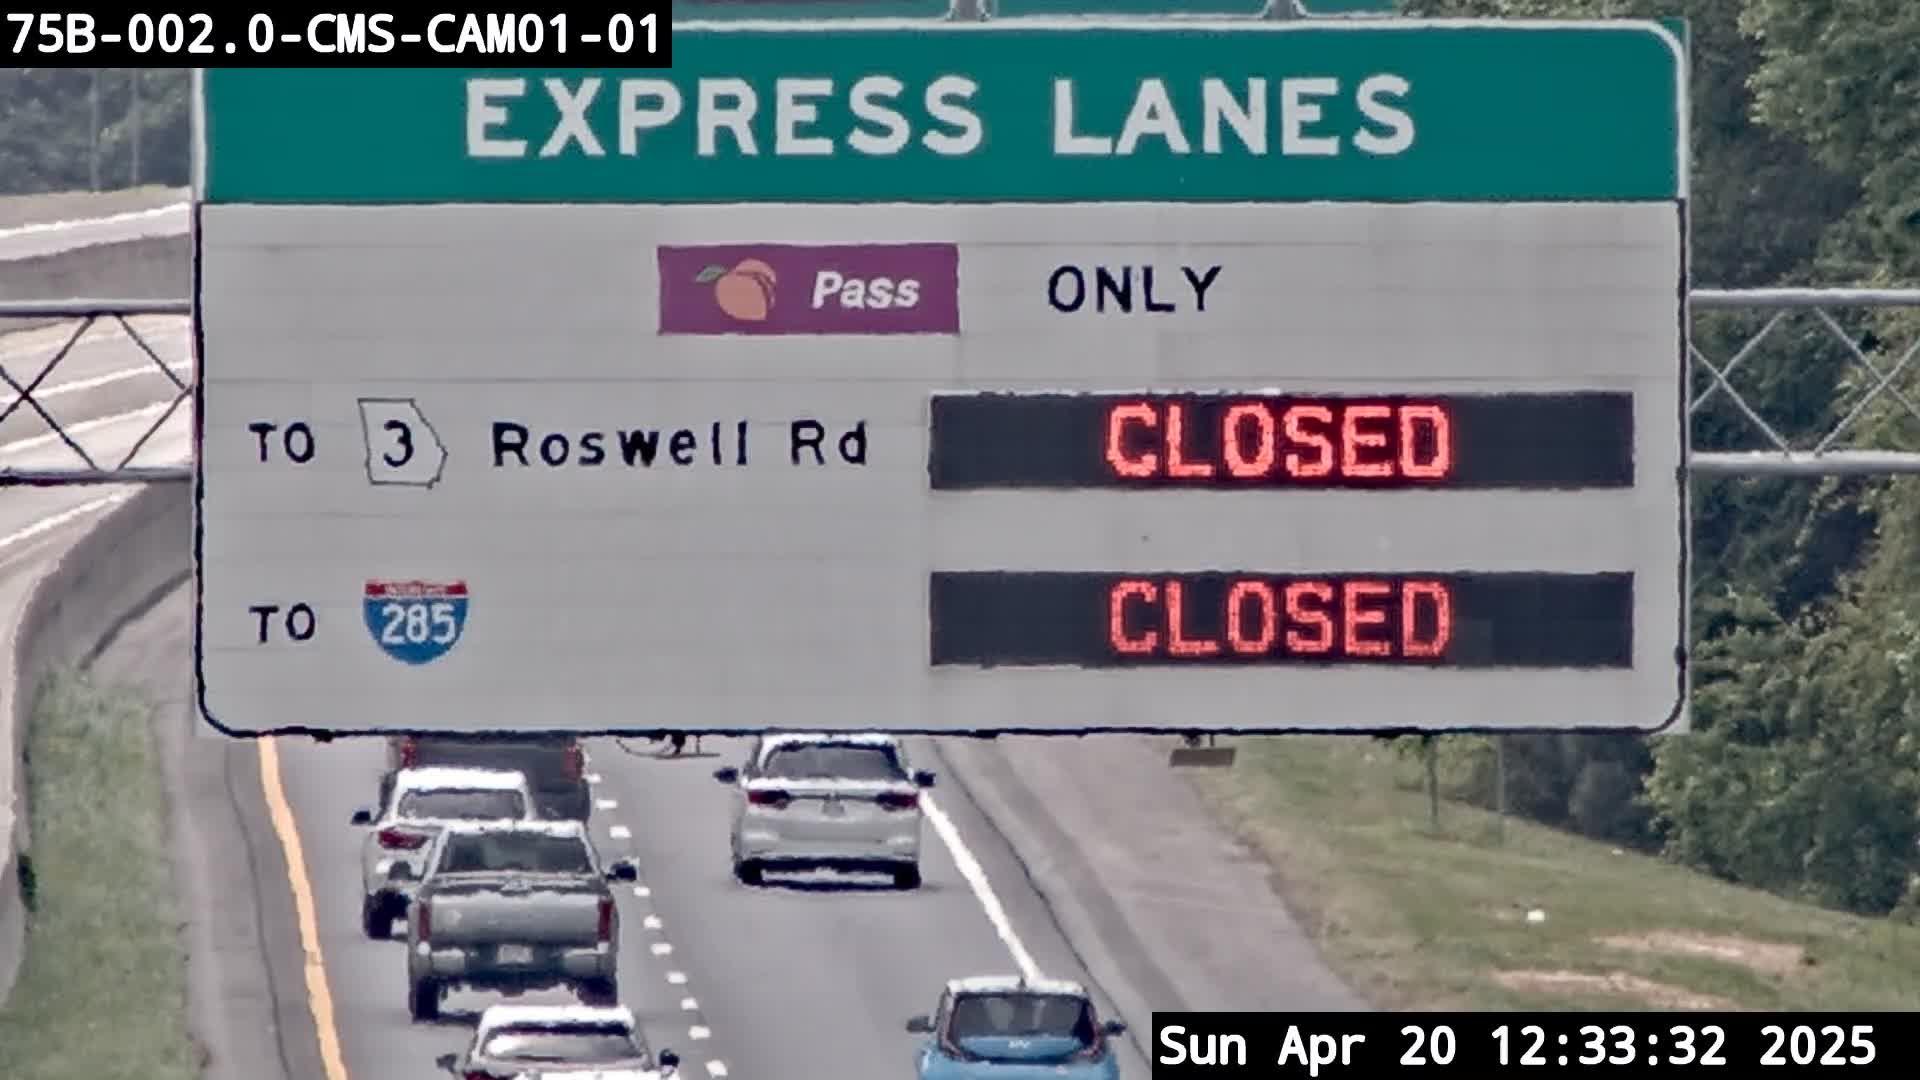 75B-002.0-CMS-CAM01-01
EXPRESS LANES
Pass ONLY
TO 3 Roswell Rd CLOSED
TO 285 CLOSED
Sun Apr 20 12:33:32 2025